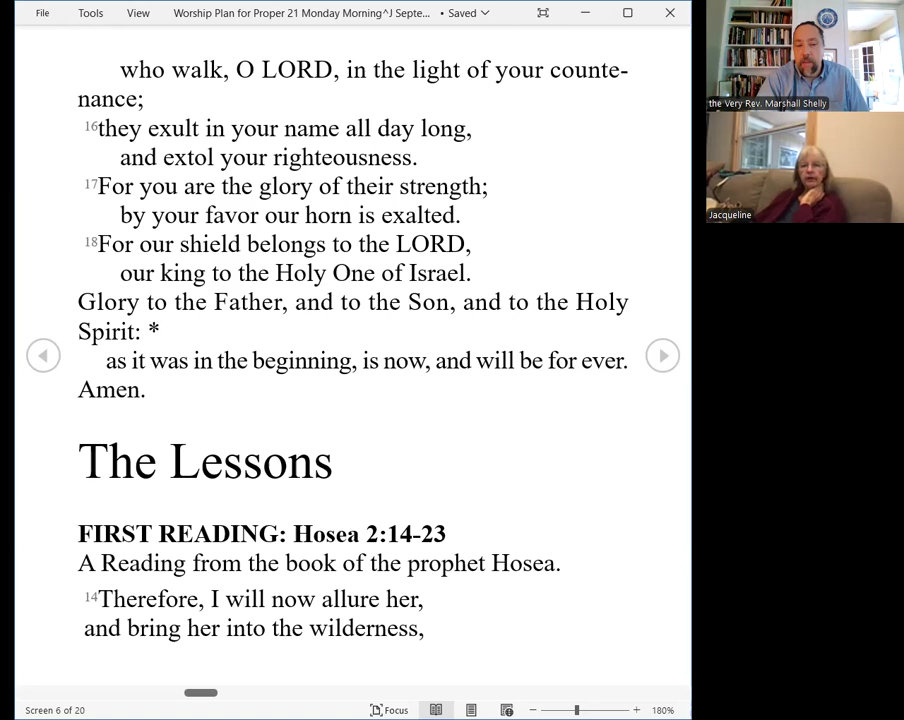 File Tools View Worship Plan for Proper 21 Monday Morning^J Septe... • Saved
who walk, O LORD, in the light of your counte-
nance;
16they exult in your name all day long,
and extol your righteousness.
17For you are the glory of their strength;
by your favor our horn is exalted.
18For our shield belongs to the LORD,
our king to the Holy One of Israel.
Glory to the Father, and to the Son, and to the Holy
Spirit: *
as it was in the beginning, is now, and will be for ever.
Amen.
The Lessons
FIRST READING: Hosea 2:14-23
A Reading from the book of the prophet Hosea.
14Therefore, I will now allure her,
and bring her into the wilderness,
Screen 6 of 20 Focus 180%
the Very Rev. Marshall Shelly
Jacqueline